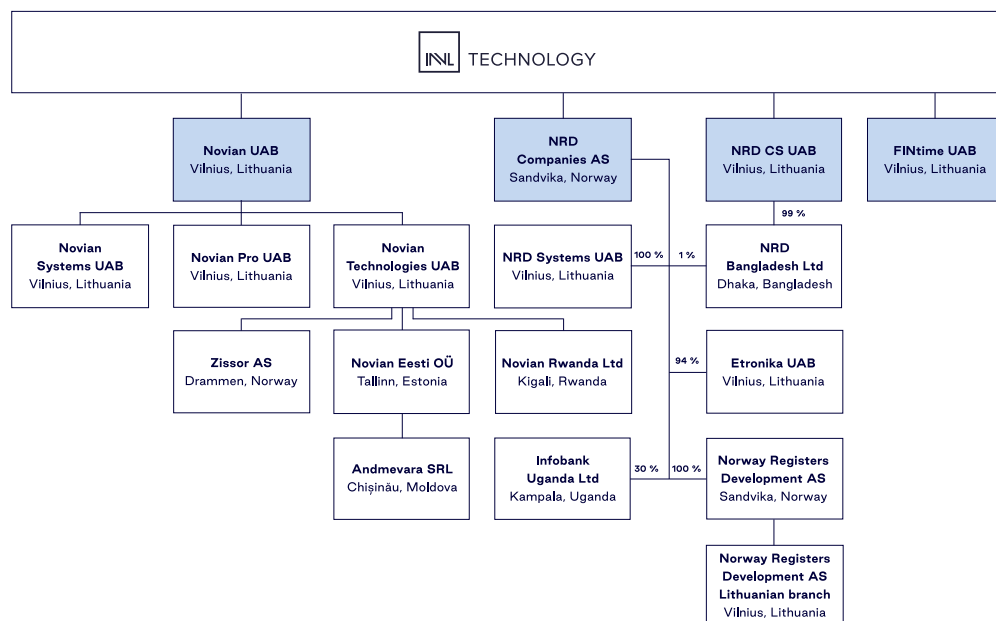 INVL TECHNOLOGY
Novian UAB
Vilnius, Lithuania
NRD
Companies AS
Sandvika, Norway
NRD CS UAB
Vilnius, Lithuania
FINtime UAB
Vilnius, Lithuania
99 %
Novian
Systems UAB
Vilnius, Lithuania
Novian Pro UAB
Vilnius, Lithuania
Novian
Technologies UAB
Vilnius, Lithuania
NRD Systems UAB
Vilnius, Lithuania
100 %
1 %
NRD
Bangladesh Ltd
Dhaka, Bangladesh
Zissor AS
Drammen, Norway
Novian Eesti OÜ
Tallinn, Estonia
Novian Rwanda Ltd
Kigali, Rwanda
94 %
Etronika UAB
Vilnius, Lithuania
Andmevara SRL
Chișinău, Moldova
Infobank
Uganda Ltd
Kampala, Uganda
30 %
100 %
Norway Registers
Development AS
Sandvika, Norway
Norway Registers
Development AS
Lithuanian branch
Vilnius, Lithuania